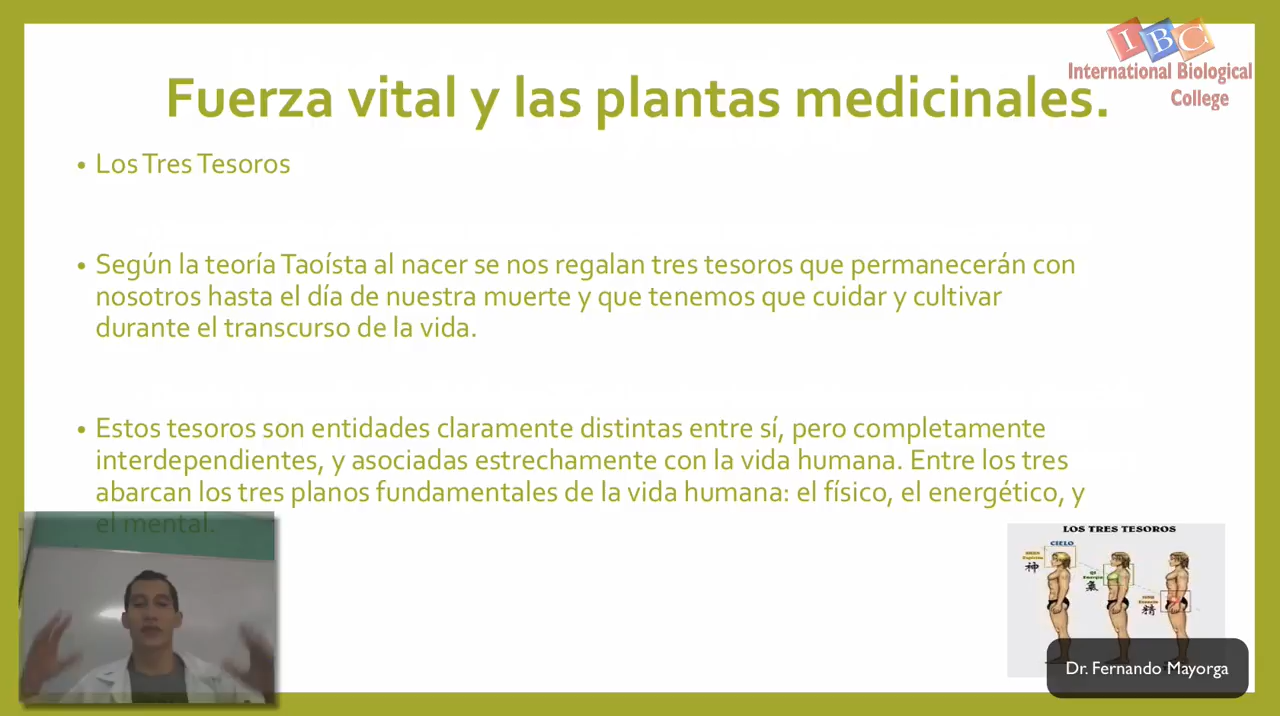 IBC
International Biological
College
Fuerza vital y las plantas medicinales.
• Los Tres Tesoros
• Según la teoría Taoísta al nacer se nos regalan tres tesoros que permanecerán con
nosotros hasta el día de nuestra muerte y que tenemos que cuidar y cultivar
durante el transcurso de la vida.
• Estos tesoros son entidades claramente distintas entre sí, pero completamente
interdependientes, y asociadas estrechamente con la vida humana. Entre los tres
abarcan los tres planos fundamentales de la vida humana: el físico, el energético, y
el mental.
LOS TRES TESOROS
CIELO
神
氣
精
Dr. Fernando Mayorga